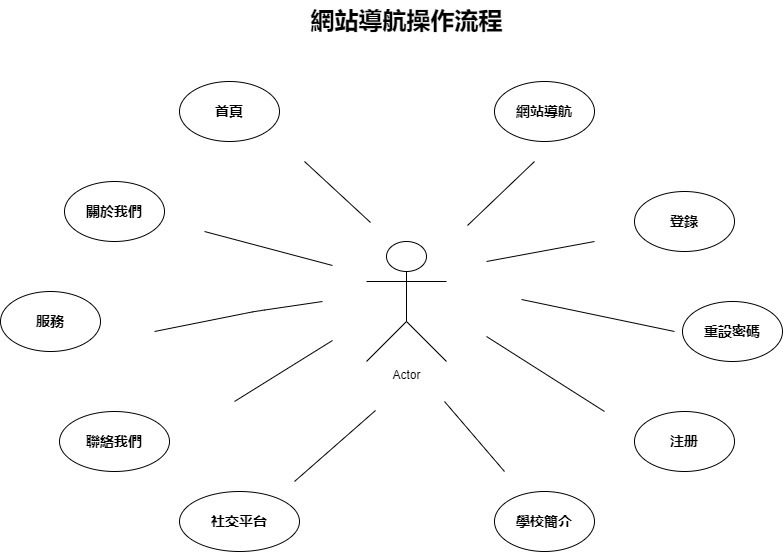 網站導航操作流程
首頁
網站導航
關於我們
登錄
服務
重設密碼
Actor
聯絡我們
注册
社交平台
學校簡介